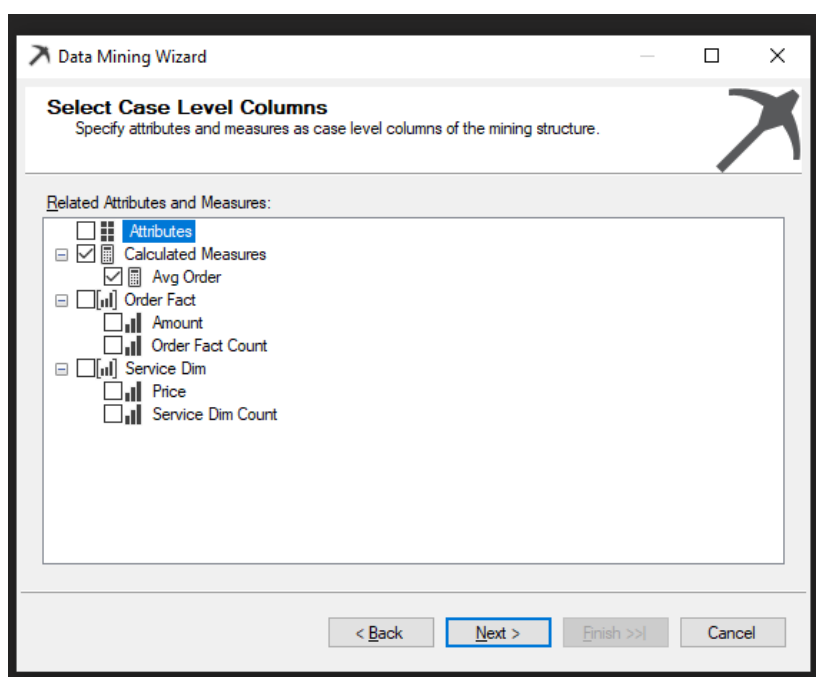 Data Mining Wizard
Select Case Level Columns
Specify attributes and measures as case level columns of the mining structure.
Related Attributes and Measures:
Attributes
Calculated Measures
Avg Order
Order Fact
Amount
Order Fact Count
Service Dim
Price
Service Dim Count
< Back Next > Finish >>| Cancel